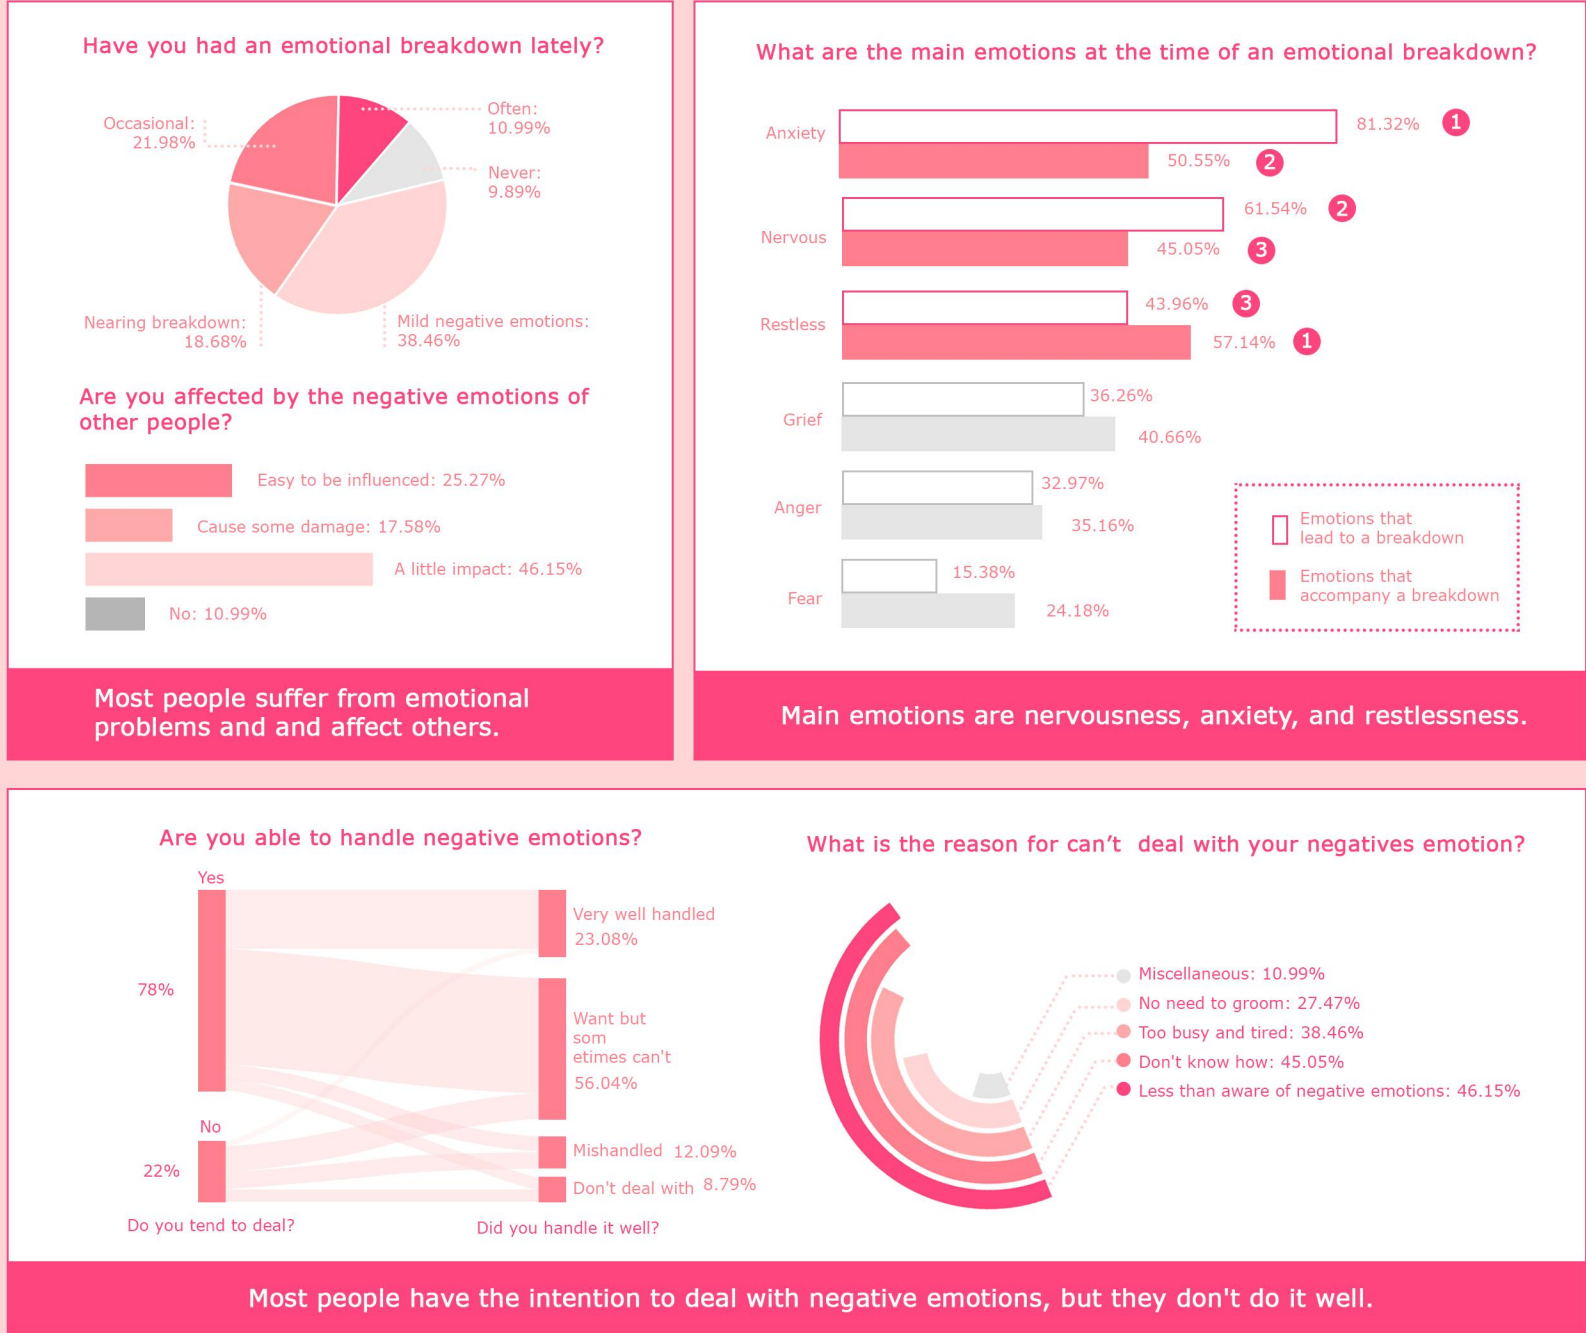 Have you had an emotional breakdown lately?
Occasional:
21.98%
Often:
10.99%
Never:
9.89%
Nearing breakdown:
18.68%
Mild negative emotions:
38.46%
Are you affected by the negative emotions of
other people?
Easy to be influenced: 25.27%
Cause some damage: 17.58%
A little impact: 46.15%
No: 10.99%
Most people suffer from emotional
problems and and affect others.
What are the main emotions at the time of an emotional breakdown?
Anxiety
81.32% 1
50.55% 2
Nervous
61.54% 2
45.05% 3
Restless
43.96% 3
57.14% 1
Grief
36.26%
40.66%
Anger
32.97%
35.16%
Fear
15.38%
24.18%
Emotions that
lead to a breakdown
Emotions that
accompany a breakdown
Main emotions are nervousness, anxiety, and restlessness.
Are you able to handle negative emotions?
Yes
78%
No
22%
Do you tend to deal?
Very well handled
23.08%
Want but
som
etimes can't
56.04%
Mishandled 12.09%
Don't deal with 8.79%
Did you handle it well?
What is the reason for can’t  deal with your negatives emotion?
Miscellaneous: 10.99%
No need to groom: 27.47%
Too busy and tired: 38.46%
Don't know how: 45.05%
Less than aware of negative emotions: 46.15%
Most people have the intention to deal with negative emotions, but they don't do it well.